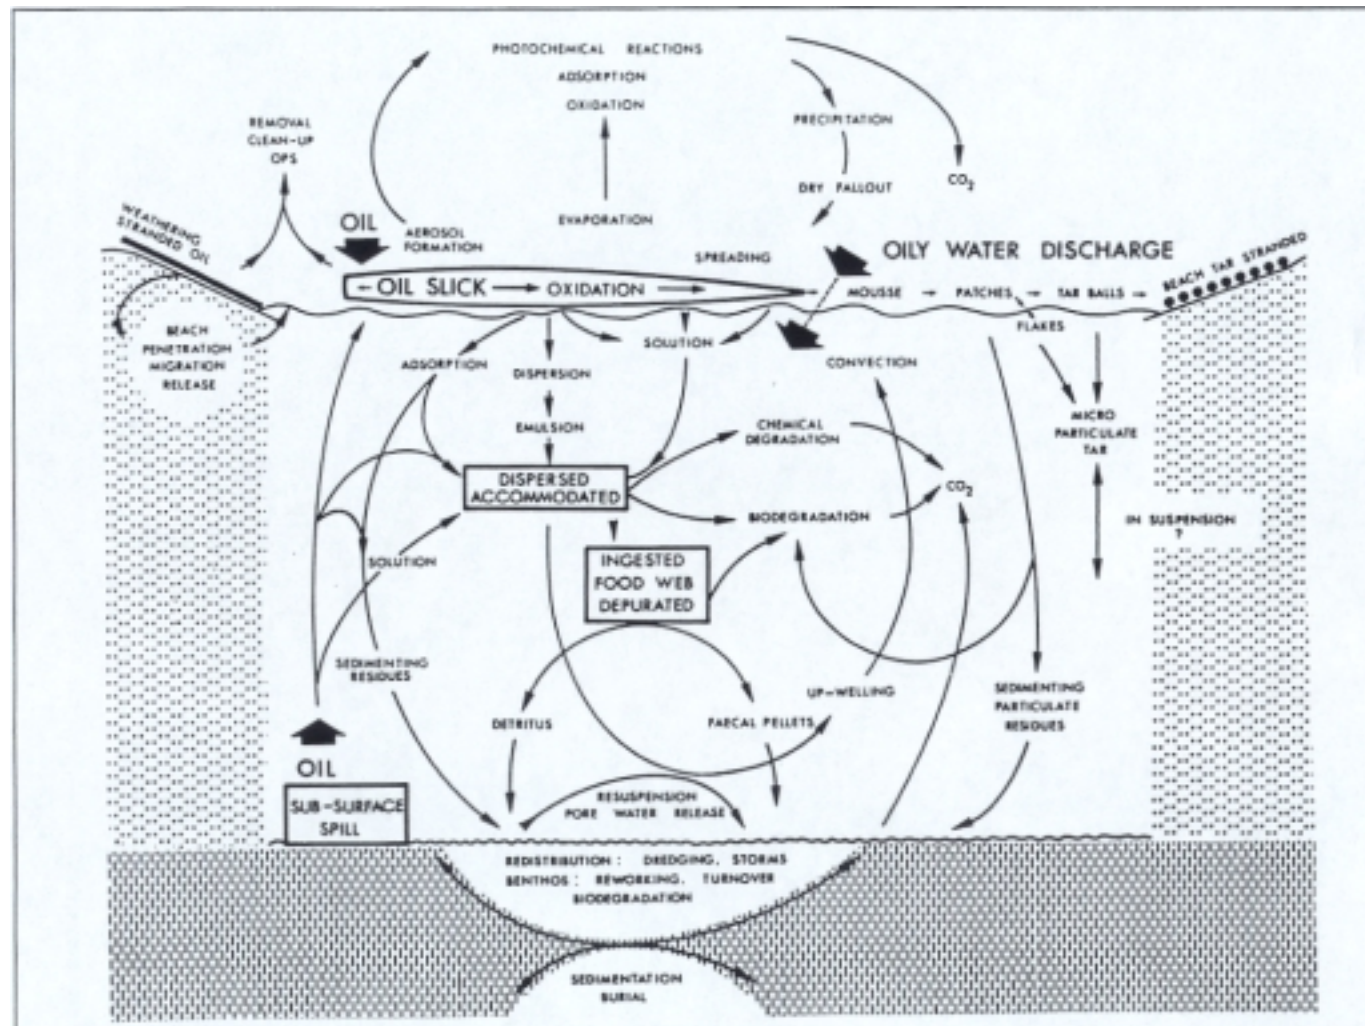 PHOTOCHEMICAL REACTIONS
ADSORPTION
OXIDATION
REMOVAL
CLEAN-UP
OPS
PRECIPITATION
CO2
DRY FALLOUT
WEATHERING
STRANDED OIL
OIL
AEROSOL
FORMATION
EVAPORATION
SPREADING
OILY WATER DISCHARGE
BEACH TAR STRANDED
OIL SLICK
OXIDATION
MOUSSE
PATCHES
TAR BALLS
FLAKES
BEACH
PENETRATION
MIGRATION
RELEASE
ADSORPTION
DISPERSION
SOLUTION
CONVECTION
EMULSION
CHEMICAL
DEGRADATION
MICRO
PARTICULATE
TAR
DISPERSED
ACCOMMODATED
CO2
BIODEGRADATION
IN SUSPENSION
?
SOLUTION
INGESTED
FOOD WEB
DEPURATED
SEDIMENTING
RESIDUES
UP-WELLING
SEDIMENTING
PARTICULATE
RESIDUES
DETRITUS
FAECAL PELLETS
OIL
SUB-SURFACE
SPILL
RESUSPENSION
PORE WATER RELEASE
REDISTRIBUTION: DREDGING, STORMS
BENTHOS: REWORKING, TURNOVER
BIODEGRADATION
SEDIMENTATION
BURIAL